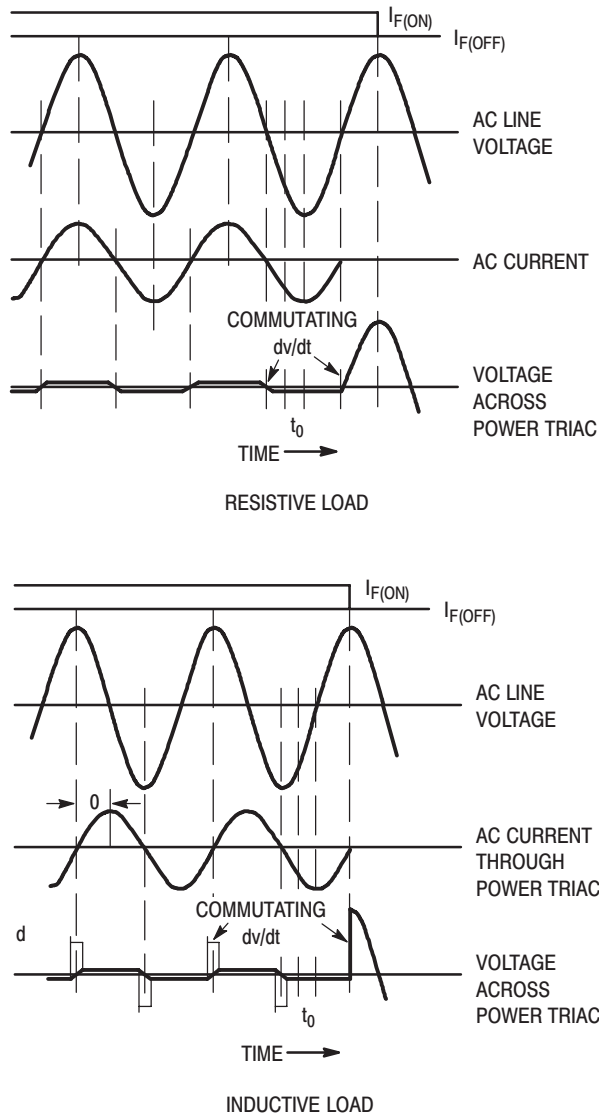 I_F(ON)
I_F(OFF)
AC LINE
VOLTAGE
AC CURRENT
COMMUTATING
dv/dt
VOLTAGE
ACROSS
POWER TRIAC
t0
TIME
RESISTIVE LOAD
I_F(ON)
I_F(OFF)
AC LINE
VOLTAGE
0
AC CURRENT
THROUGH
POWER TRIAC
COMMUTATING
d
dv/dt
VOLTAGE
ACROSS
POWER TRIAC
t0
TIME
INDUCTIVE LOAD